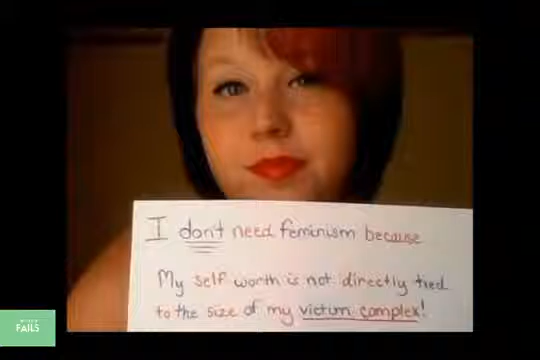 I don't need feminism because
My self worth is not directly tied
to the size of my victim complex!
FAILS